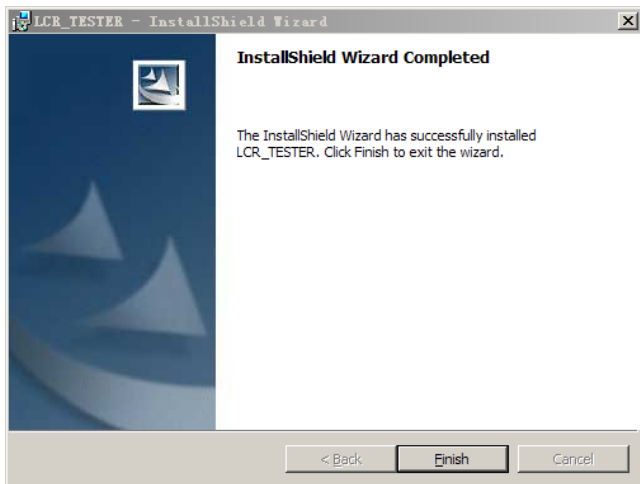 LCR_TESTER - InstallShield Wizard
InstallShield Wizard Completed
The InstallShield Wizard has successfully installed
LCR_TESTER. Click Finish to exit the wizard.
< Back
Finish
Cancel